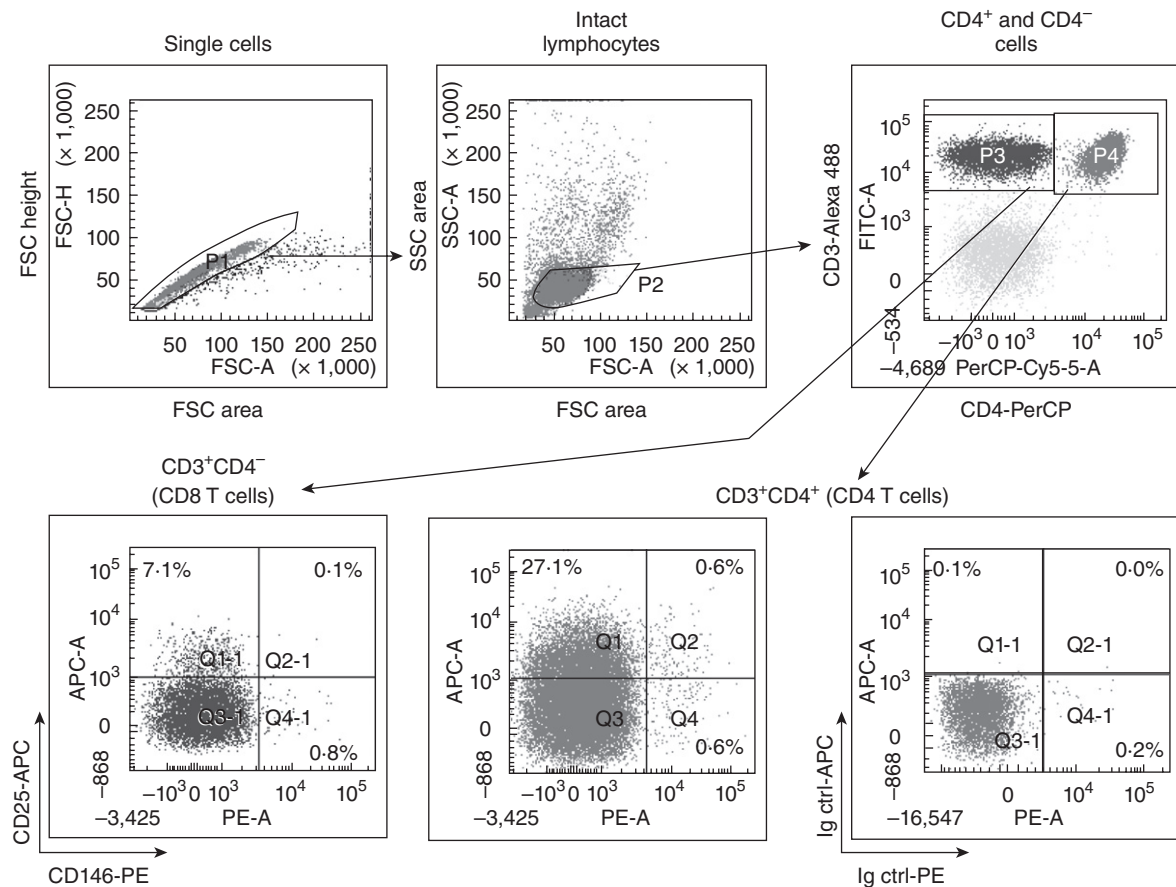 Single cells
FSC height
FSC-H (× 1,000)
250
200
150
100
50
P1
50 100 150 200 250
FSC-A (× 1,000)
FSC area
Intact
lymphocytes
SSC area
SSC-A (× 1,000)
250
200
150
100
50
P2
50 100 150 200 250
FSC-A (× 1,000)
FSC area
CD4+ and CD4−
cells
CD3-Alexa 488
FITC-A
10^5
10^4
10^3
0
−534
P3
P4
−10^3 0 10^3 10^4 10^5
−4,689 PerCP-Cy5-5-A
CD4-PerCP
CD3+CD4−
(CD8 T cells)
CD25-APC
APC-A
10^5
10^4
10^3
0
−868
7·1% 0·1%
Q1-1 Q2-1
Q3-1 Q4-1
0·8%
−10^3 0 10^3 10^4 10^5
−3,425 PE-A
CD146-PE
CD3+CD4+ (CD4 T cells)
APC-A
10^5
10^4
10^3
0
−868
27·1% 0·6%
Q1 Q2
Q3 Q4
0·6%
−10^3 0 10^3 10^4 10^5
−3,425 PE-A
Ig ctrl-APC
APC-A
10^5
10^4
10^3
0
−868
0·1% 0·0%
Q1-1 Q2-1
Q3-1 Q4-1
0·2%
0 10^4 10^5
−16,547 PE-A
Ig ctrl-PE